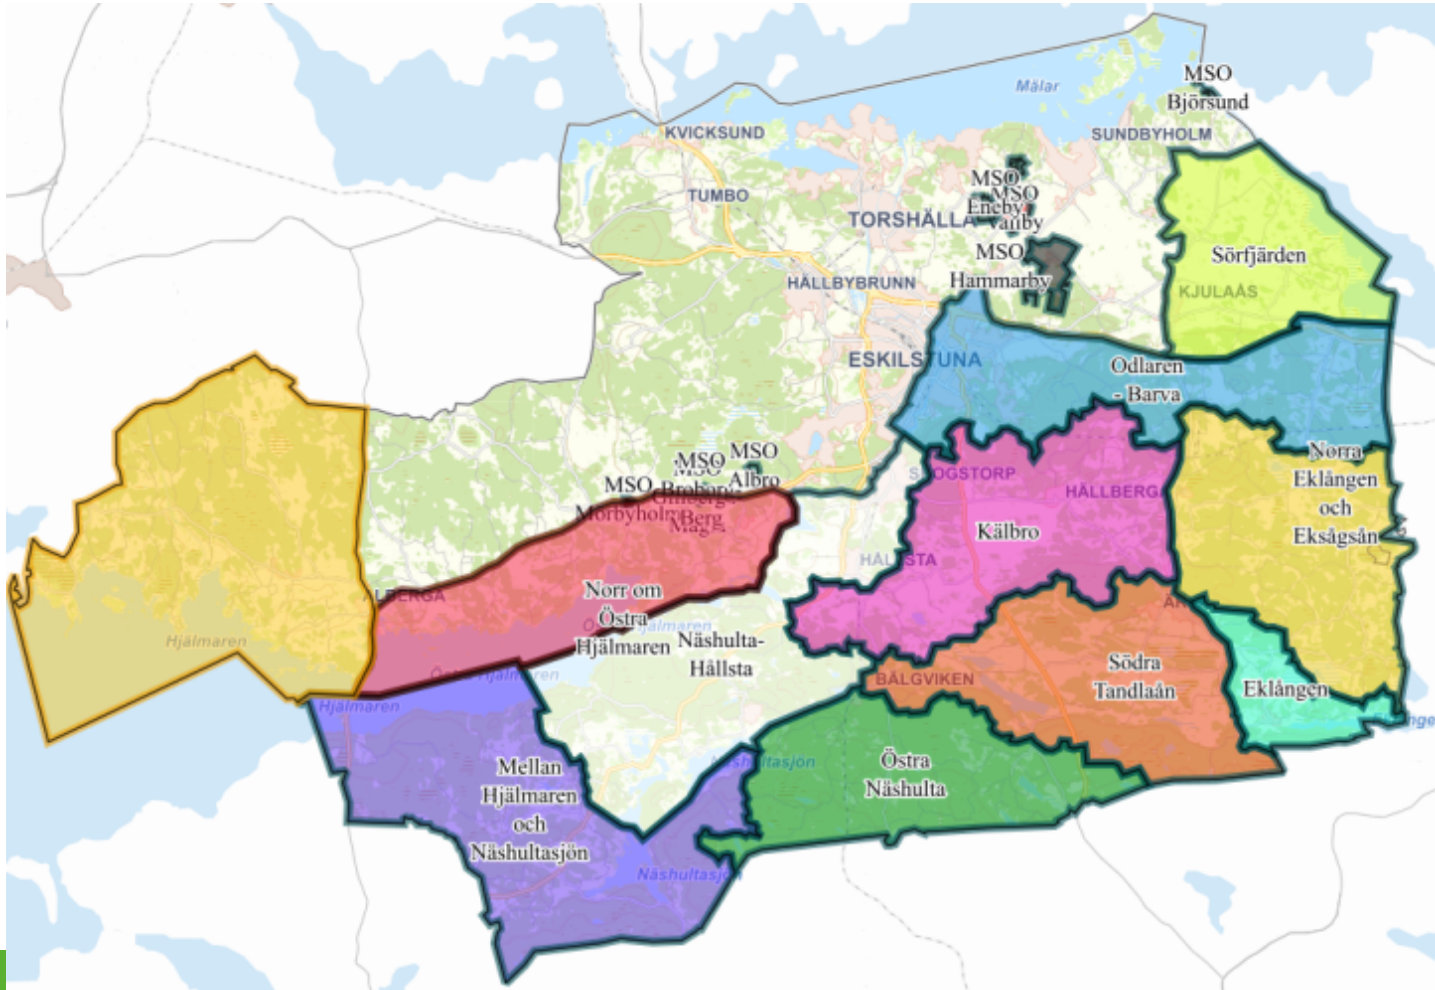 MSO
Björsund
Mälar
KVICKSUND
SUNDBYHOLM
MSO
MSO
Eneby
TUMBO
TORSHÄLLA
MSO
Hammarby
Sörfjärden
HÄLLBYBRUNN
KJULAÅS
ESKILSTUNA
Odlaren
- Barva
MSO
MSO
Albro
MSO
Berg
SKOGSTORP
HÄLLBERGA
Norra
Eklången
och
Eksågsån
Kälbro
HÅLLSTA
Norr om
Östra
Hjälmaren
Hjälmaren
Näshulta-
Hållsta
Södra
Tandlaån
BÄLGVIKEN
Eklången
Hjälmaren
Mellan
Hjälmaren
och
Näshultasjön
Östra
Näshulta
Näshultasjön
Näshultasjön